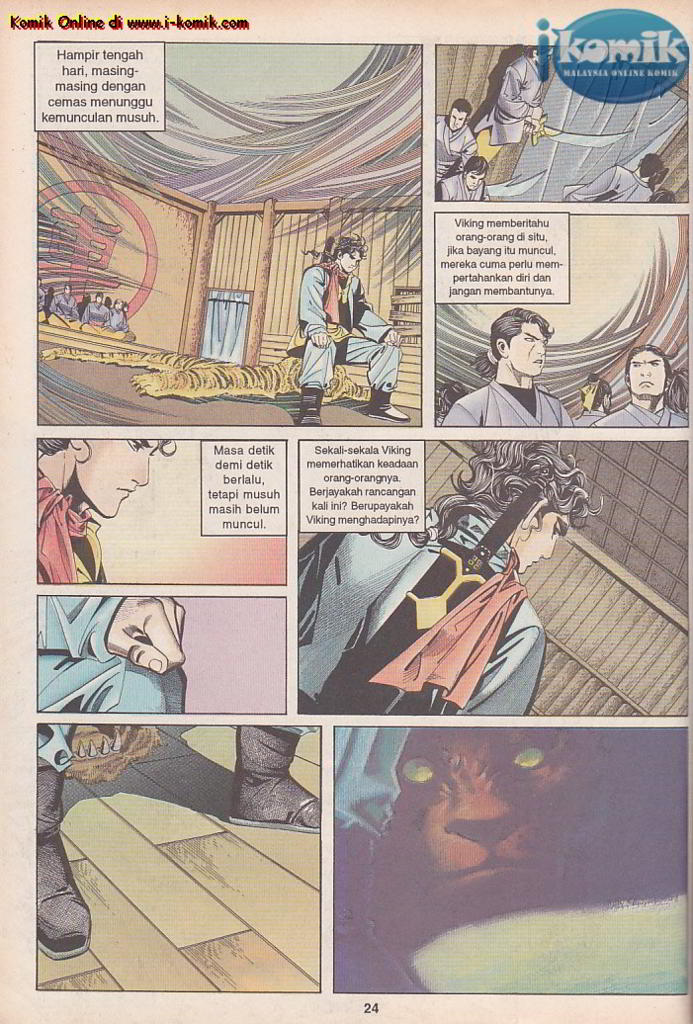 Komik Online di www.i-komik.com
ikomik
MALAYSIA ONLINE KOMIK
Hampir tengah
hari, masing-
masing dengan
cemas menunggu
kemunculan musuh.
Viking memberitahu
orang-orang di situ,
jika bayang itu muncul,
mereka cuma perlu mem-
pertahankan diri dan
jangan membantunya.
Masa detik
demi detik
berlalu,
tetapi musuh
masih belum
muncul.
Sekali-sekala Viking
memerhatikan keadaan
orang-orangnya.
Berjayakah rancangan
kali ini? Berupayakah
Viking menghadapinya?
24